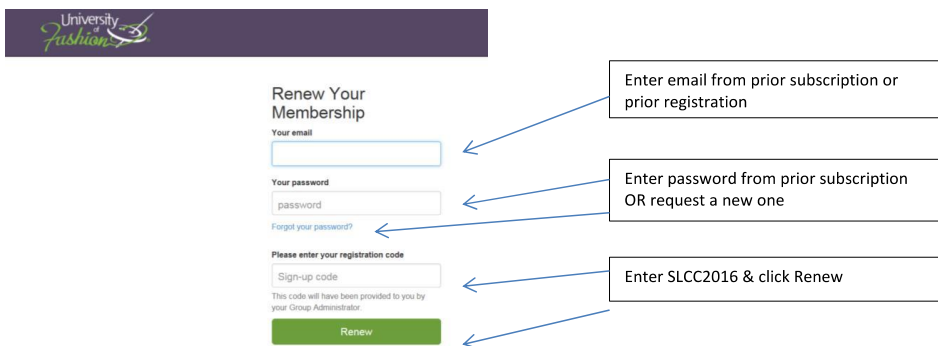 University
of
Fashion
Renew Your
Membership
Your email
Enter email from prior subscription or
prior registration
Your password
password
Forgot your password?
Enter password from prior subscription
OR request a new one
Please enter your registration code
Sign-up code
This code will have been provided to you by
your Group Administrator.
Enter SLCC2016 & click Renew
Renew